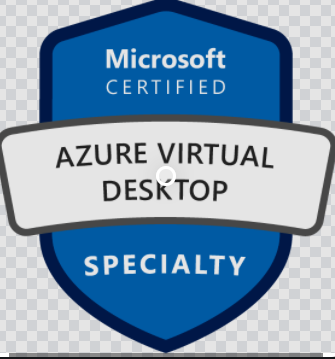 Microsoft
CERTIFIED
AZURE VIRTUAL
DESKTOP
SPECIALTY